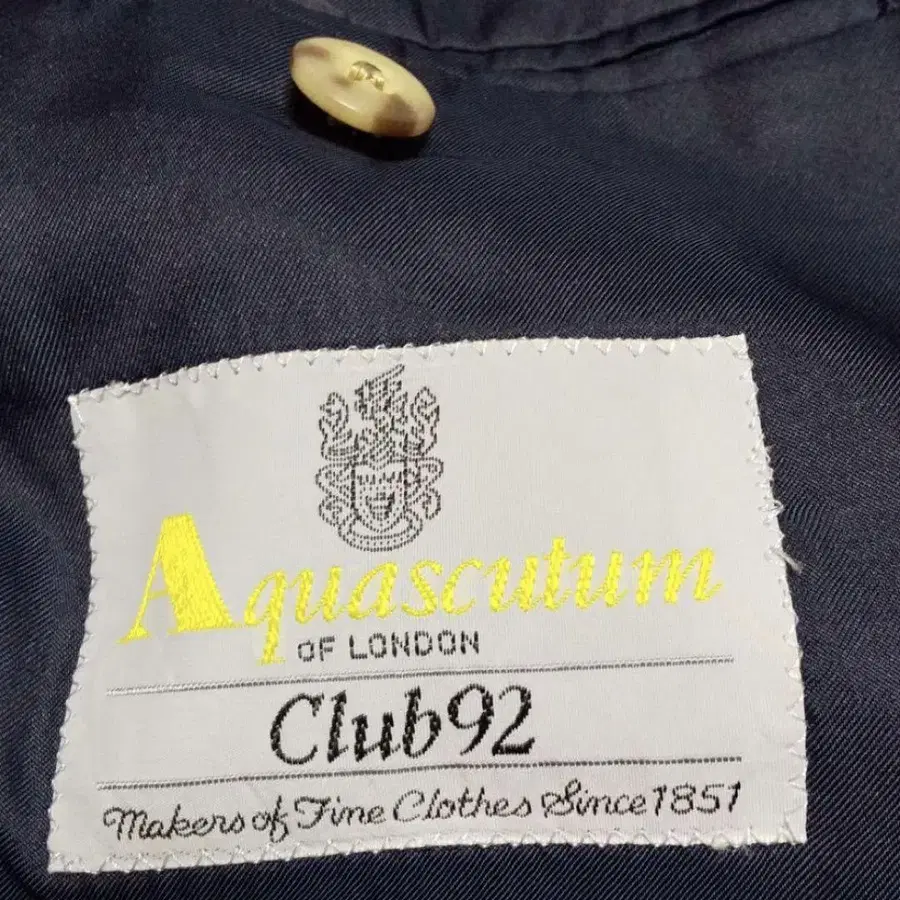 Aquascutum
OF LONDON
Club92
Makers of Fine Clothes Since 1851